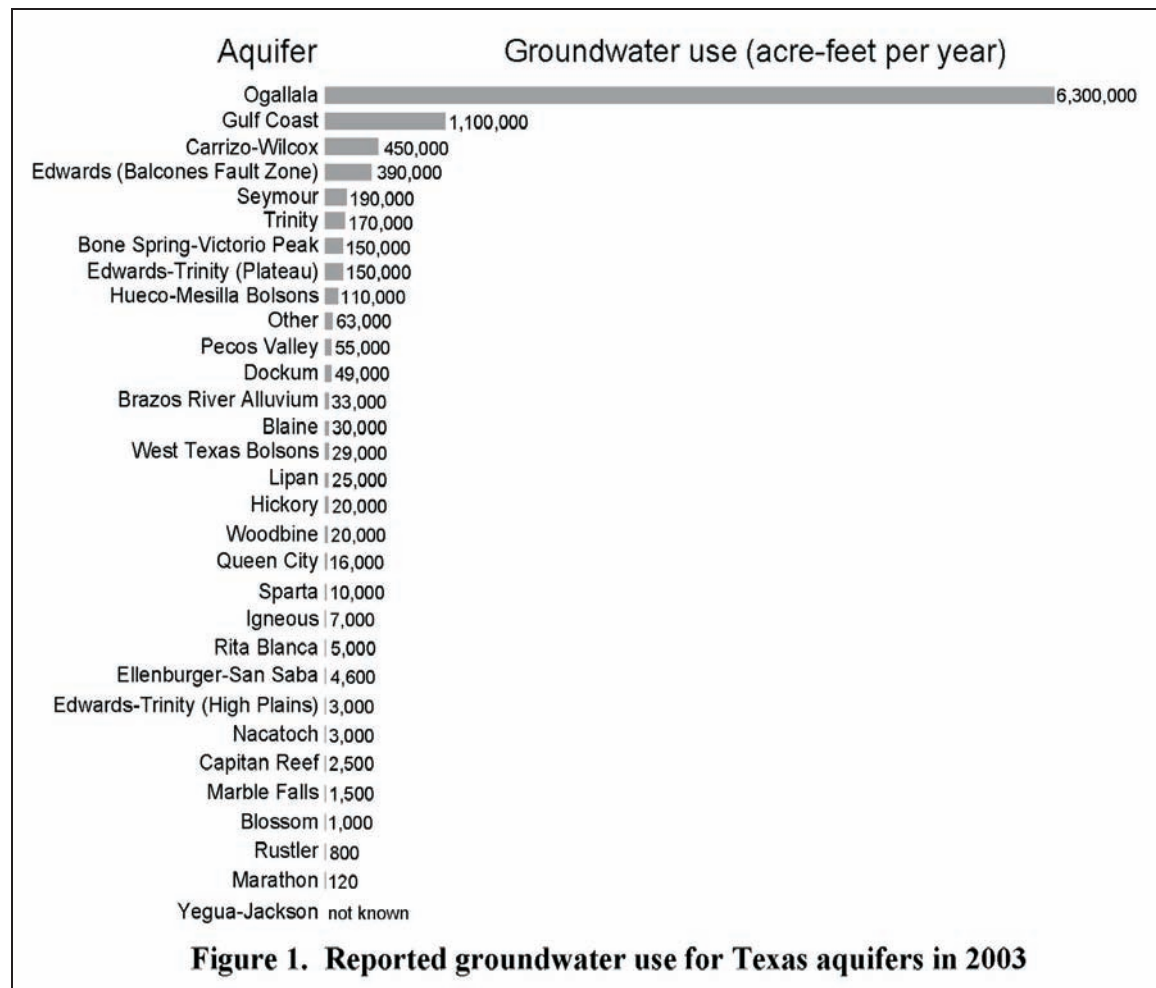 Aquifer Groundwater use (acre-feet per year)
Ogallala 6,300,000
Gulf Coast 1,100,000
Carrizo-Wilcox 450,000
Edwards (Balcones Fault Zone) 390,000
Seymour 190,000
Trinity 170,000
Bone Spring-Victorio Peak 150,000
Edwards-Trinity (Plateau) 150,000
Hueco-Mesilla Bolsons 110,000
Other 63,000
Pecos Valley 55,000
Dockum 49,000
Brazos River Alluvium 33,000
Blaine 30,000
West Texas Bolsons 29,000
Lipan 25,000
Hickory 20,000
Woodbine 20,000
Queen City 16,000
Sparta 10,000
Igneous 7,000
Rita Blanca 5,000
Ellenburger-San Saba 4,600
Edwards-Trinity (High Plains) 3,000
Nacatoch 3,000
Capitan Reef 2,500
Marble Falls 1,500
Blossom 1,000
Rustler 800
Marathon 120
Yegua-Jackson not known
Figure 1. Reported groundwater use for Texas aquifers in 2003